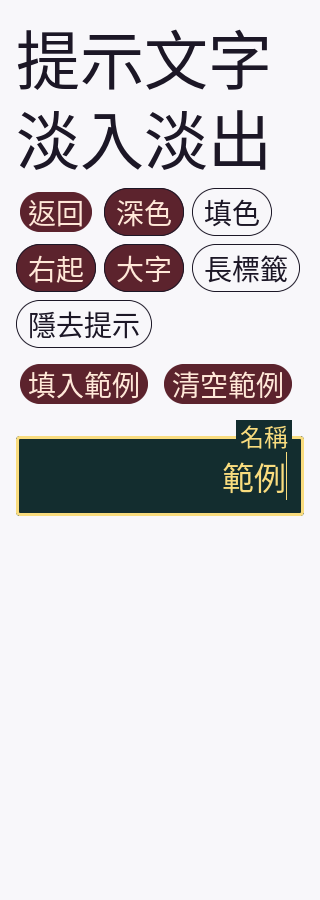 提示文字
淡入淡出
返回 深色 填色
右起 大字 長標籤
隱去提示
填入範例 清空範例
名稱
範例